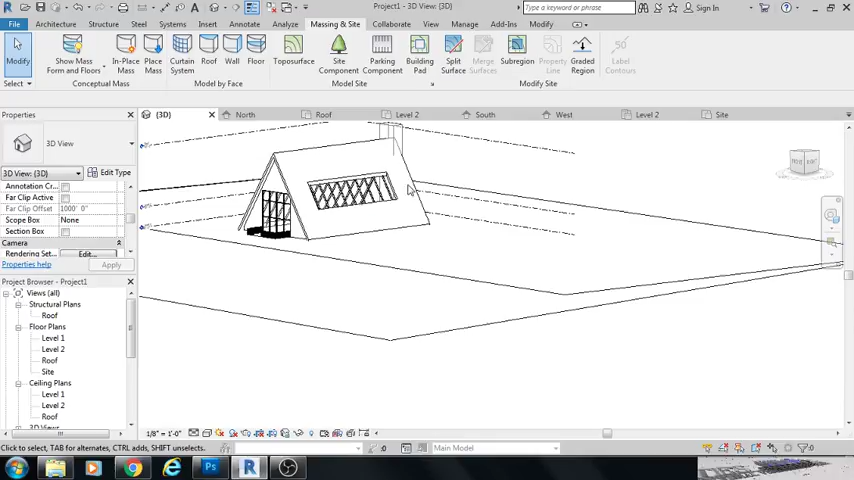 Project1 - 3D View: {3D}
Type a keyword or phrase
Sign In
File Architecture Structure Steel Systems Insert Annotate Analyze Massing & Site Collaborate View Manage Add-Ins Modify
Modify
Show Mass Form and Floors
In-Place Mass
Place Mass
Curtain System
Roof
Wall
Floor
Toposurface
Site Component
Parking Component
Building Pad
Split Surface
Merge Surfaces
Subregion
Property Line
Graded Region
Label Contours
50
Select
Conceptual Mass
Model by Face
Model Site
Modify Site
Properties
{3D}
North
Roof
Level 2
South
West
Level 2
Site
3D View
3D View: {3D}
Edit Type
Annotation Cr...
Far Clip Active
Far Clip Offset 1000' 0"
Scope Box None
Section Box
Camera
Rendering Set... Edit...
Properties help
Apply
Project Browser - Project1
Views (all)
Structural Plans
Roof
Floor Plans
Level 1
Level 2
Roof
Site
Ceiling Plans
Level 1
Level 2
Roof
3D Views
1/8" = 1'-0"
Click to select, TAB for alternates, CTRL adds, SHIFT unselects.
:0
Main Model
:0
Ps
R